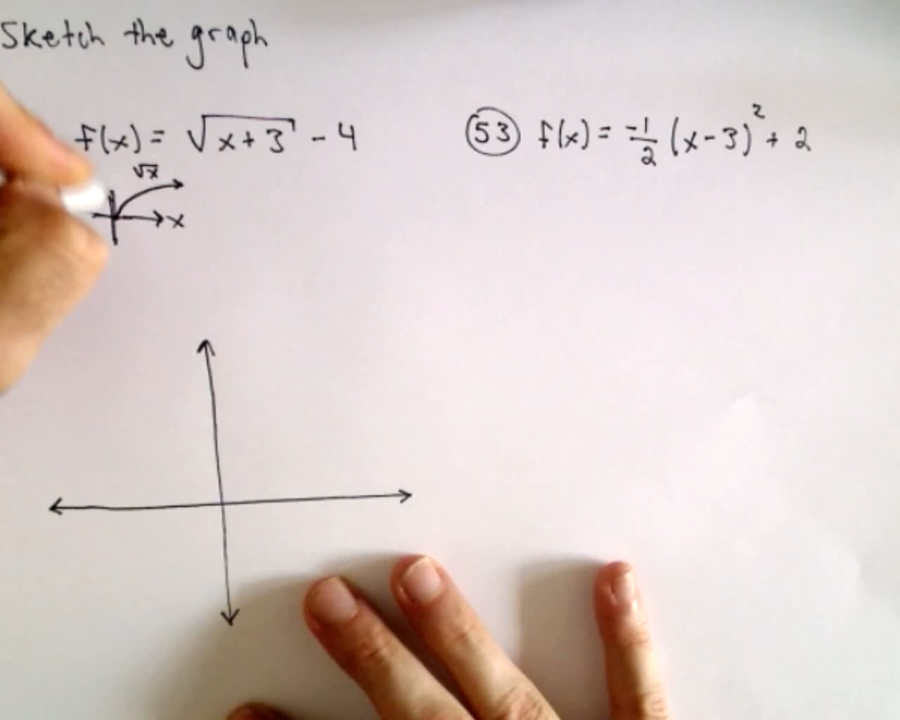 Sketch the graph
f(x) = √x+3 - 4
(53) f(x) = -1/2 (x-3)² + 2
√x
x